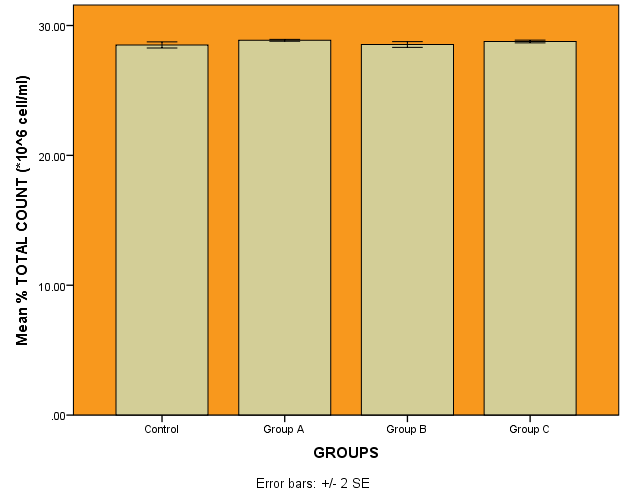 30.00
20.00
10.00
.00
Mean % TOTAL COUNT (*10^6 cell/ml)
Control Group A Group B Group C
GROUPS
Error bars: +/- 2 SE